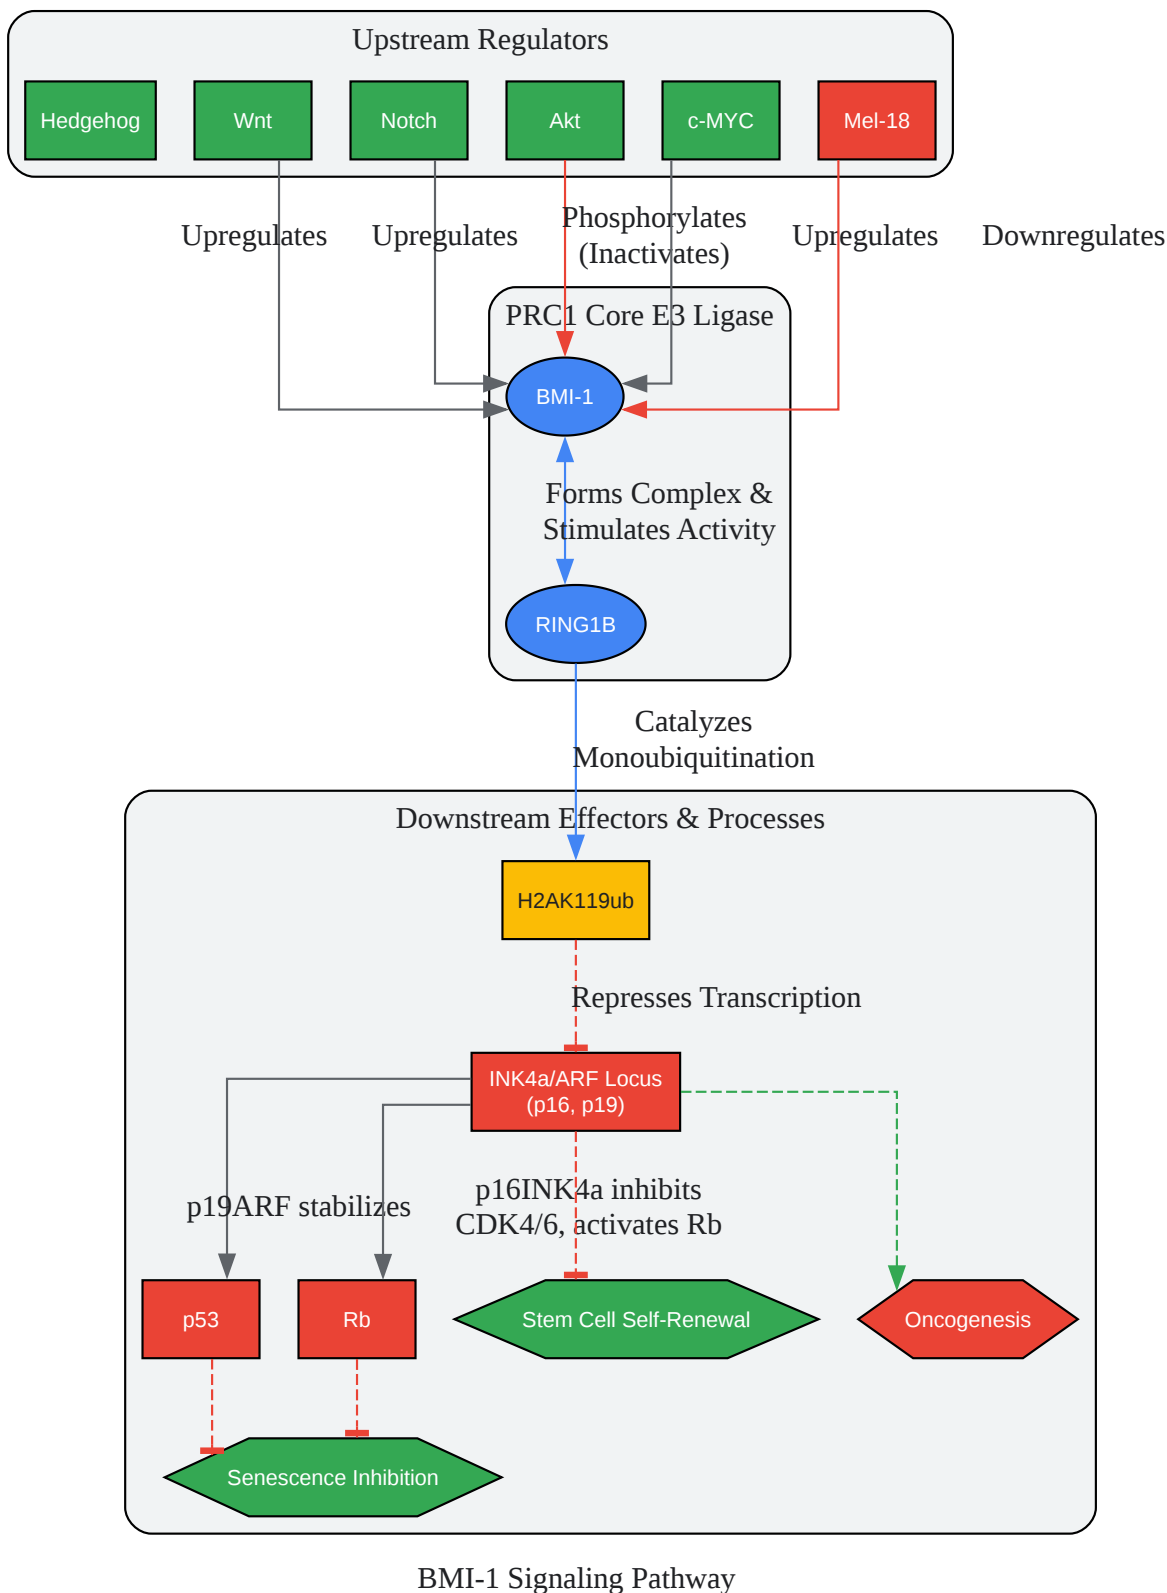 Upstream Regulators
Hedgehog
Wnt
Notch
Akt
c-MYC
Mel-18
Upregulates
Upregulates
Phosphorylates
(Inactivates)
Upregulates
Downregulates
PRC1 Core E3 Ligase
BMI-1
Forms Complex &
Stimulates Activity
RING1B
Catalyzes
Monoubiquitination
Downstream Effectors & Processes
H2AK119ub
Represses Transcription
INK4a/ARF Locus
(p16, p19)
p19ARF stabilizes
p16INK4a inhibits
CDK4/6, activates Rb
p53
Rb
Stem Cell Self-Renewal
Oncogenesis
Senescence Inhibition
BMI-1 Signaling Pathway